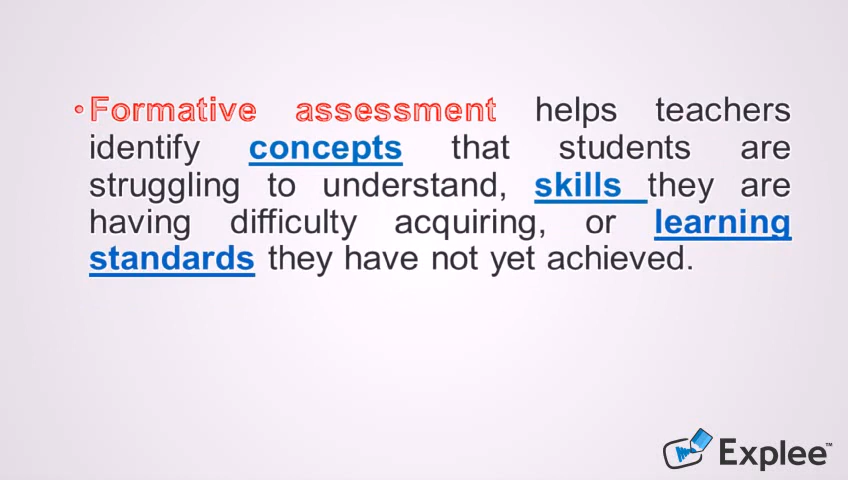 •Formative assessment helps teachers
identify concepts that students are
struggling to understand, skills they are
having difficulty acquiring, or learning
standards they have not yet achieved.
Explee™